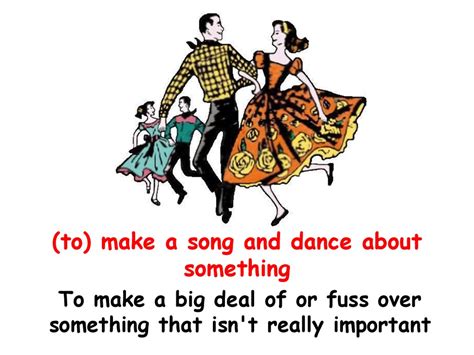 (to) make a song and dance about
something
To make a big deal of or fuss over
something that isn't really important